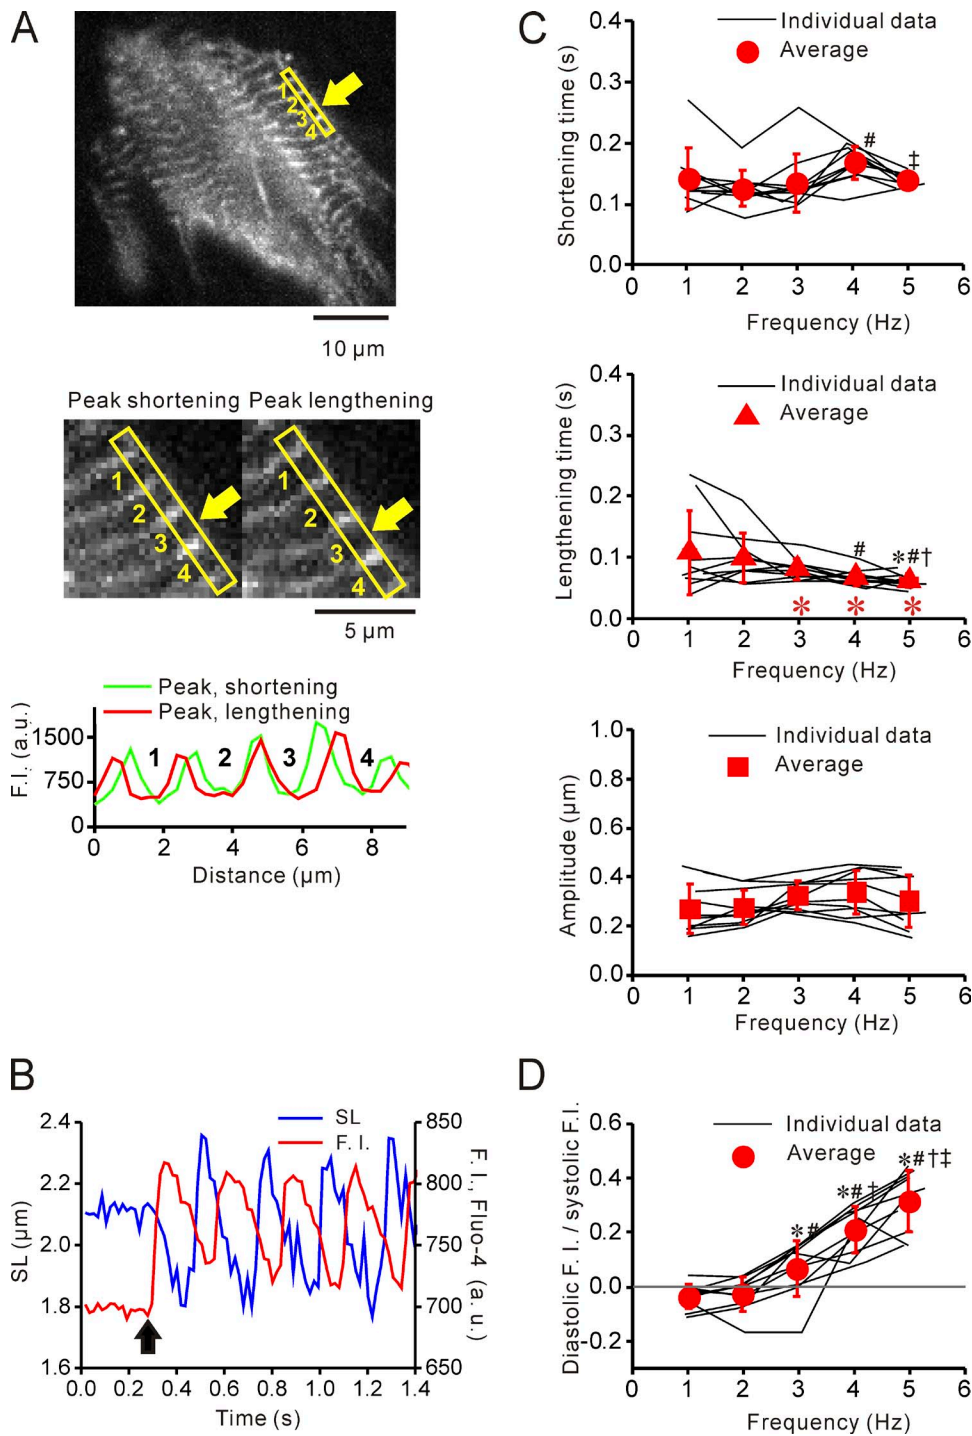 A
1
2
3
4
10 µm
Peak shortening Peak lengthening
1
2
3
4
1
2
3
4
5 µm
Peak, shortening
Peak, lengthening
F.I. (a.u.)
1500
750
0
1 2 3 4
0 2 4 6 8
Distance (µm)
B
SL
F. I.
SL (µm)
2.4
2.2
2.0
1.8
1.6
850
800
750
700
650
F. I., Fluo-4 (a. u.)
0.0 0.2 0.4 0.6 0.8 1.0 1.2 1.4
Time (s)
C
Individual data
Average
Shortening time (s)
0.4
0.3
0.2
0.1
0.0
#
‡
0 1 2 3 4 5 6
Frequency (Hz)
Individual data
Average
Lengthening time (s)
0.4
0.3
0.2
0.1
0.0
#
*#†
* * *
0 1 2 3 4 5 6
Frequency (Hz)
Individual data
Average
Amplitude (µm)
1.0
0.8
0.6
0.4
0.2
0.0
0 1 2 3 4 5 6
Frequency (Hz)
D
Individual data
Average
Diastolic F. I. / systolic F.I.
0.6
0.4
0.2
0.0
-0.2
*#
*#†
*#†‡
0 1 2 3 4 5 6
Frequency (Hz)